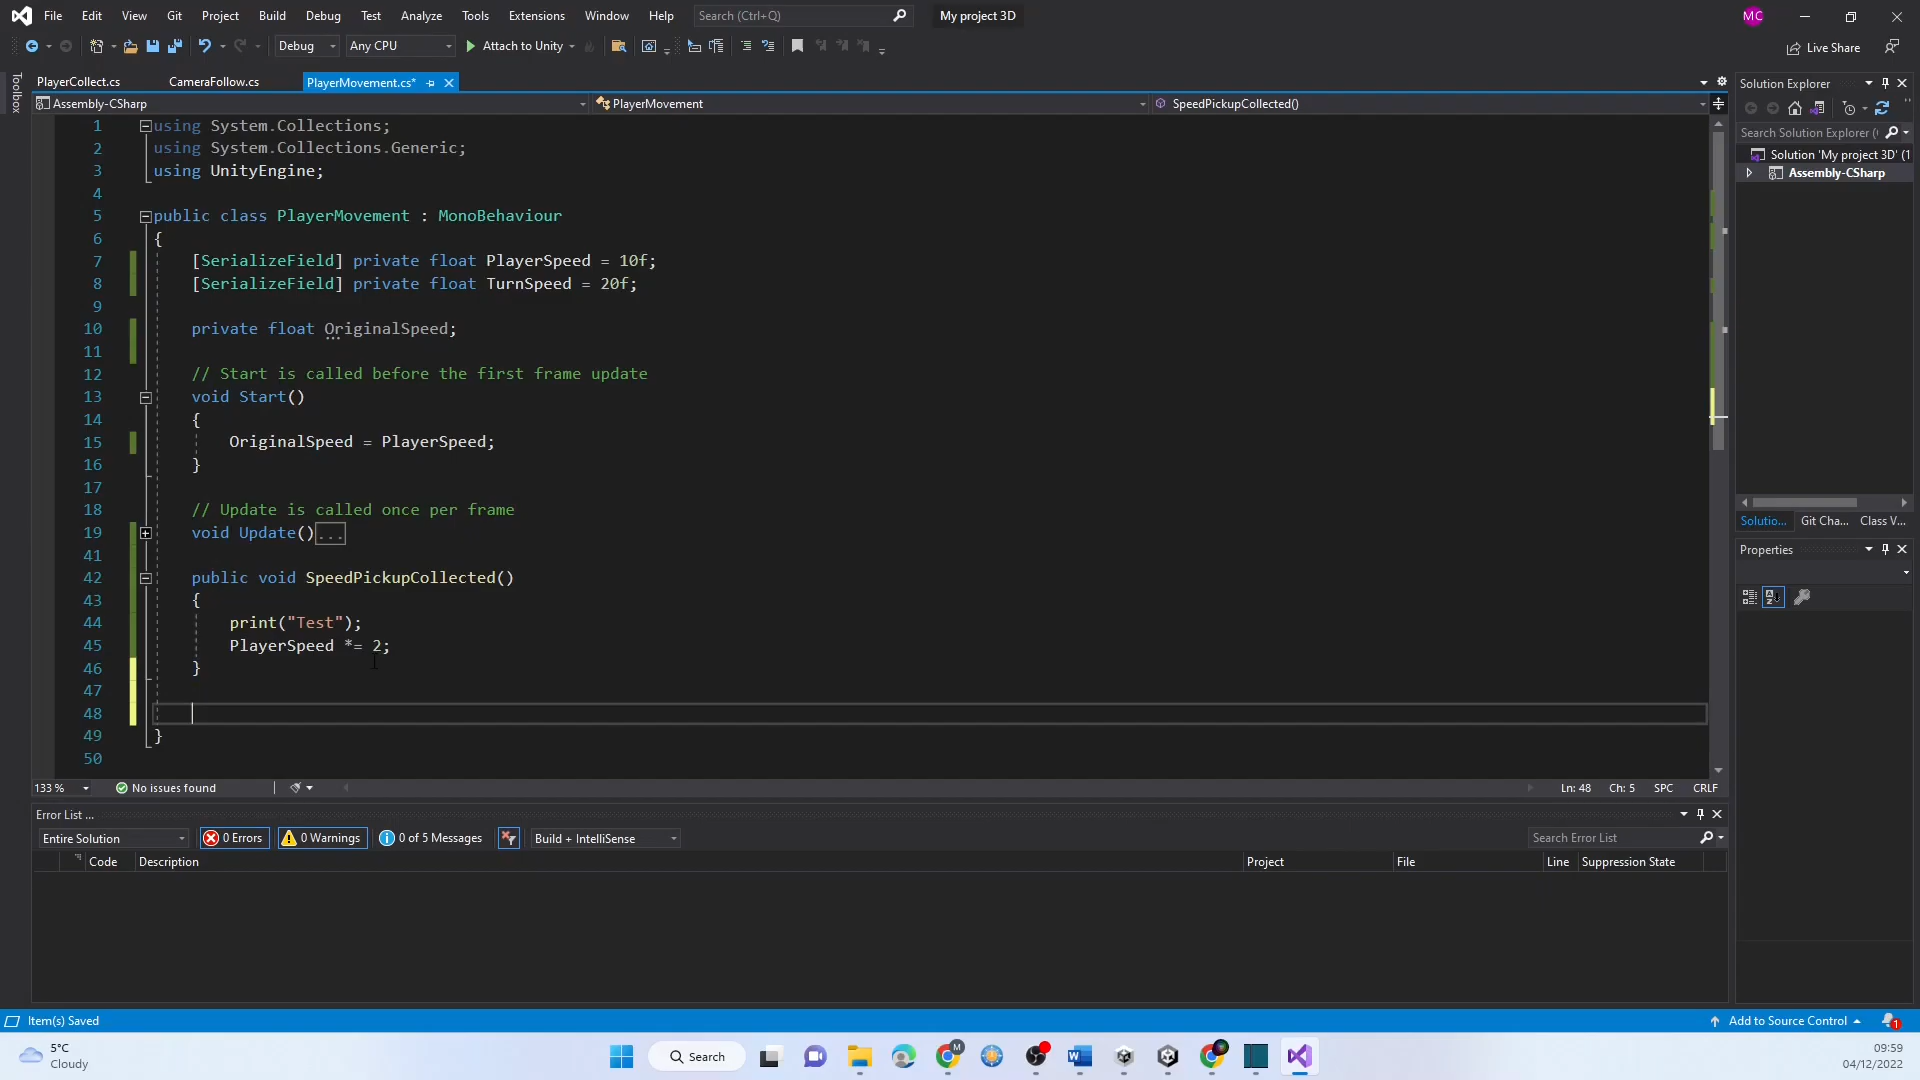 File Edit View Git Project Build Debug Test Analyze Tools Extensions Window Help Search (Ctrl+Q) My project 3D MC
Debug Any CPU Attach to Unity Live Share
Toolbox
PlayerCollect.cs CameraFollow.cs PlayerMovement.cs*
Assembly-CSharp PlayerMovement SpeedPickupCollected()
1 using System.Collections;
2 using System.Collections.Generic;
3 using UnityEngine;
4
5 public class PlayerMovement : MonoBehaviour
6 {
7 [SerializeField] private float PlayerSpeed = 10f;
8 [SerializeField] private float TurnSpeed = 20f;
9
10 private float OriginalSpeed;
11
12 // Start is called before the first frame update
13 void Start()
14 {
15 OriginalSpeed = PlayerSpeed;
16 }
17
18 // Update is called once per frame
19 void Update()...
41
42 public void SpeedPickupCollected()
43 {
44 print("Test");
45 PlayerSpeed *= 2;
46 }
47
48
49 }
50
133 % No issues found Ln: 48 Ch: 5 SPC CRLF
Error List ...
Entire Solution 0 Errors 0 Warnings 0 of 5 Messages Build + IntelliSense Search Error List
Code Description Project File Line Suppression State
Solution Explorer
Search Solution Explorer (
Solution 'My project 3D' (1
Assembly-CSharp
Solutio... Git Cha... Class V...
Properties
Item(s) Saved Add to Source Control 1
5°C
Cloudy
Search
M
09:59
04/12/2022